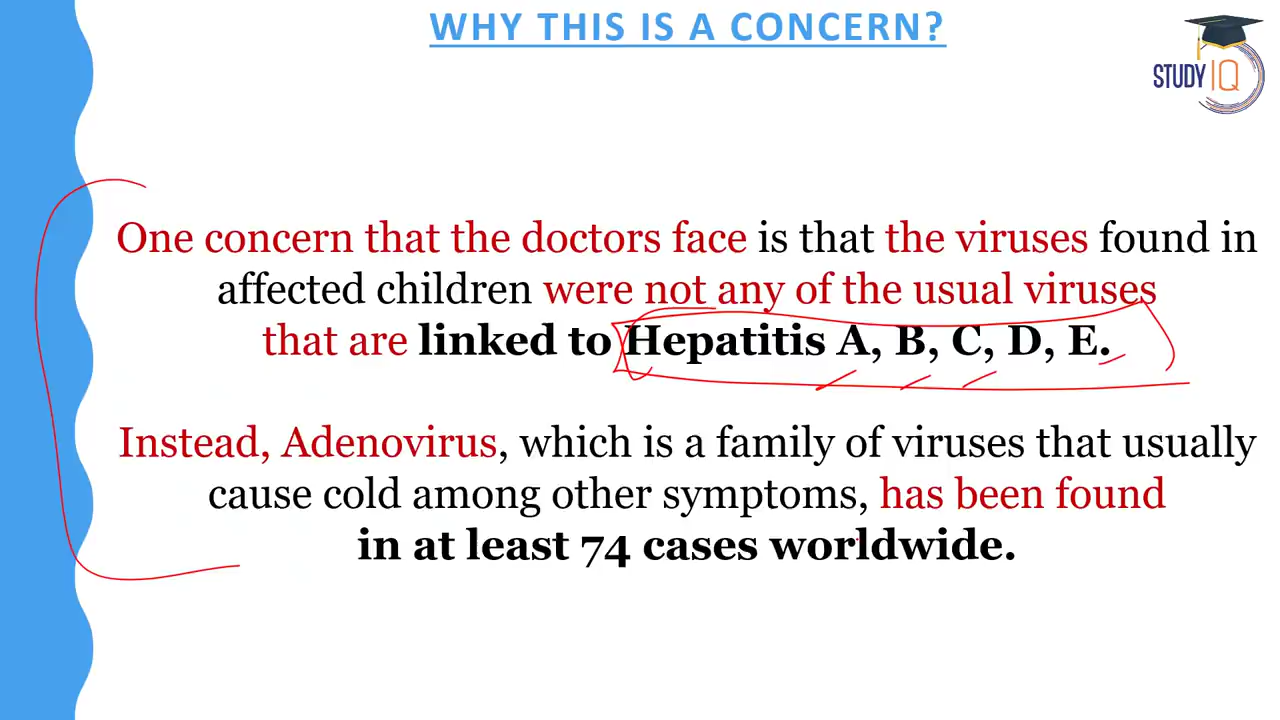 WHY THIS IS A CONCERN?
STUDY IQ
One concern that the doctors face is that the viruses found in
affected children were not any of the usual viruses
that are linked to Hepatitis A, B, C, D, E.
Instead, Adenovirus, which is a family of viruses that usually
cause cold among other symptoms, has been found
in at least 74 cases worldwide.